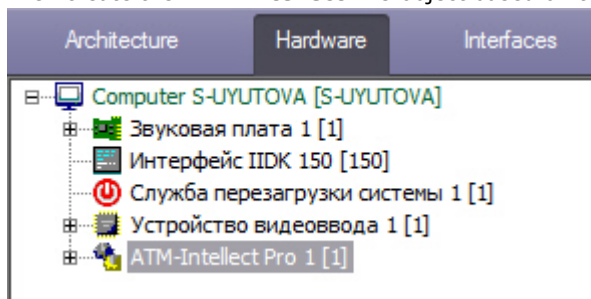 Architecture Hardware Interfaces
Computer S-UYUTOVA [S-UYUTOVA]
Звуковая плата 1 [1]
Интерфейс IIDK 150 [150]
Служба перезагрузки системы 1 [1]
Устройство видеоввода 1 [1]
ATM-Intellect Pro 1 [1]